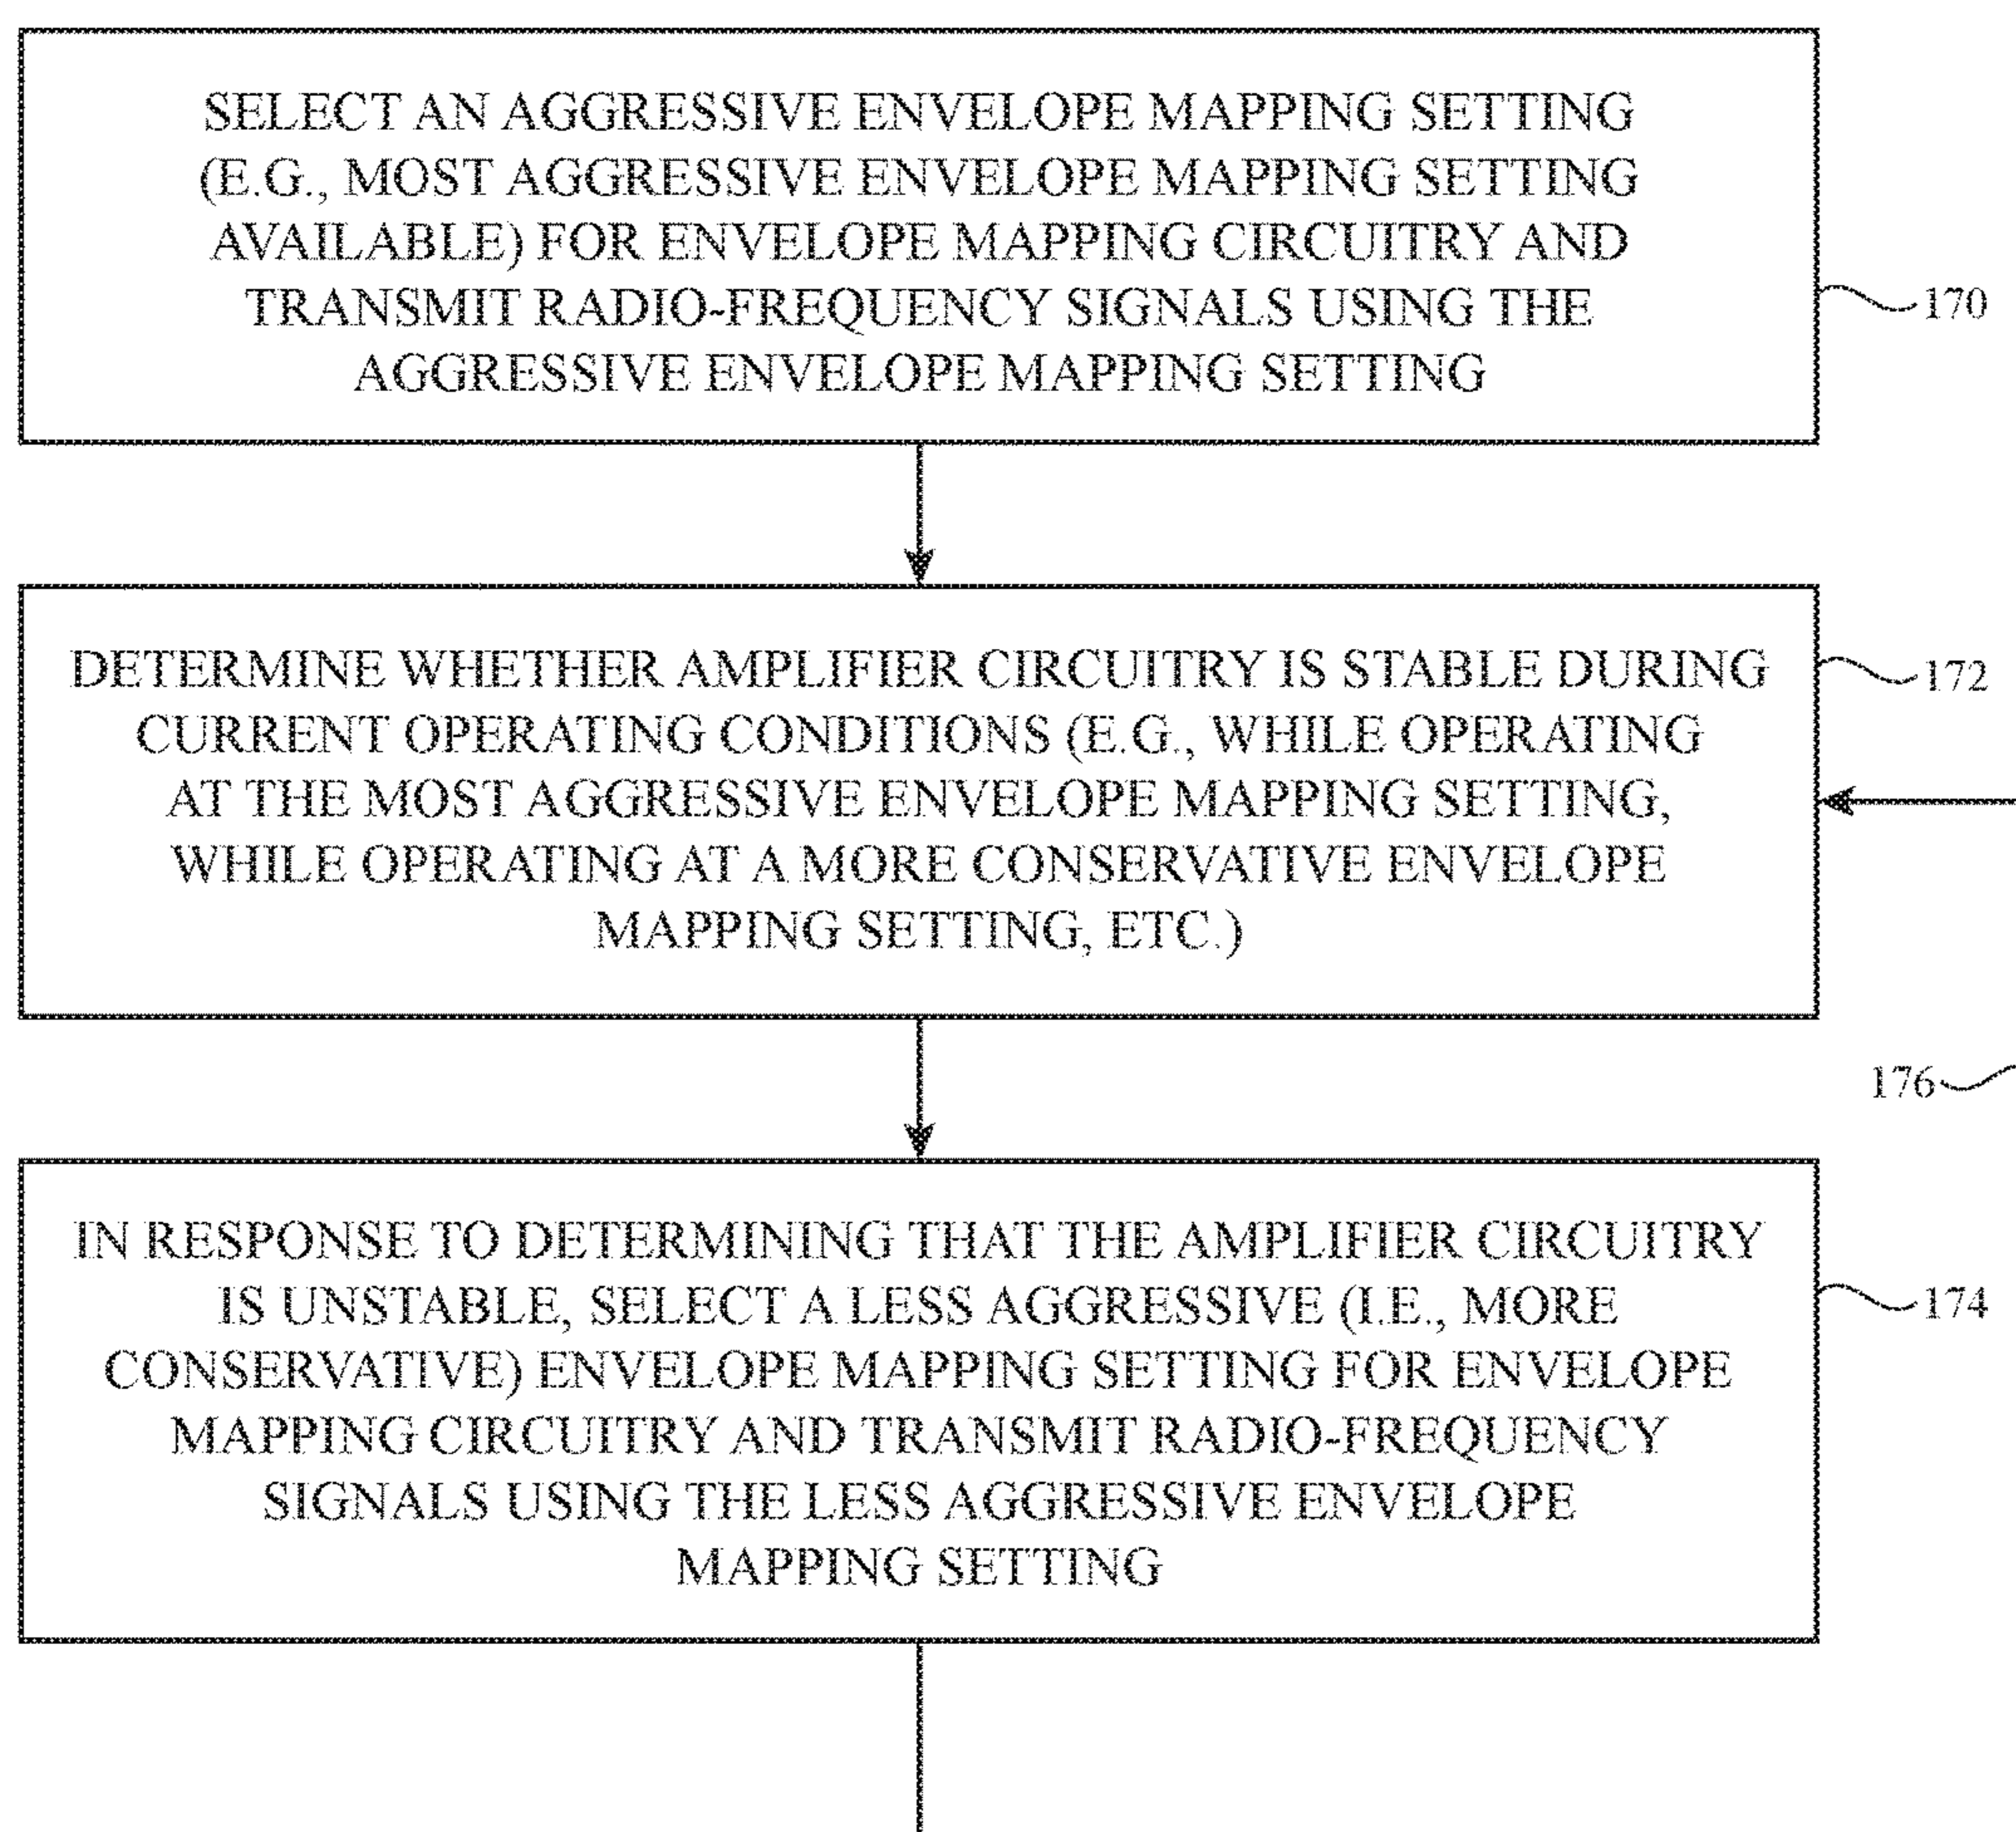 SELECT AN AGGRESSIVE ENVELOPE MAPPING SETTING
(E.G., MOST AGGRESSIVE ENVELOPE MAPPING SETTING
AVAILABLE) FOR ENVELOPE MAPPING CIRCUITRY AND
TRANSMIT RADIO-FREQUENCY SIGNALS USING THE
AGGRESSIVE ENVELOPE MAPPING SETTING
170
DETERMINE WHETHER AMPLIFIER CIRCUITRY IS STABLE DURING
CURRENT OPERATING CONDITIONS (E.G., WHILE OPERATING
AT THE MOST AGGRESSIVE ENVELOPE MAPPING SETTING,
WHILE OPERATING AT A MORE CONSERVATIVE ENVELOPE
MAPPING SETTING, ETC.)
172
176
IN RESPONSE TO DETERMINING THAT THE AMPLIFIER CIRCUITRY
IS UNSTABLE, SELECT A LESS AGGRESSIVE (I.E., MORE
CONSERVATIVE) ENVELOPE MAPPING SETTING FOR ENVELOPE
MAPPING CIRCUITRY AND TRANSMIT RADIO-FREQUENCY
SIGNALS USING THE LESS AGGRESSIVE ENVELOPE
MAPPING SETTING
174